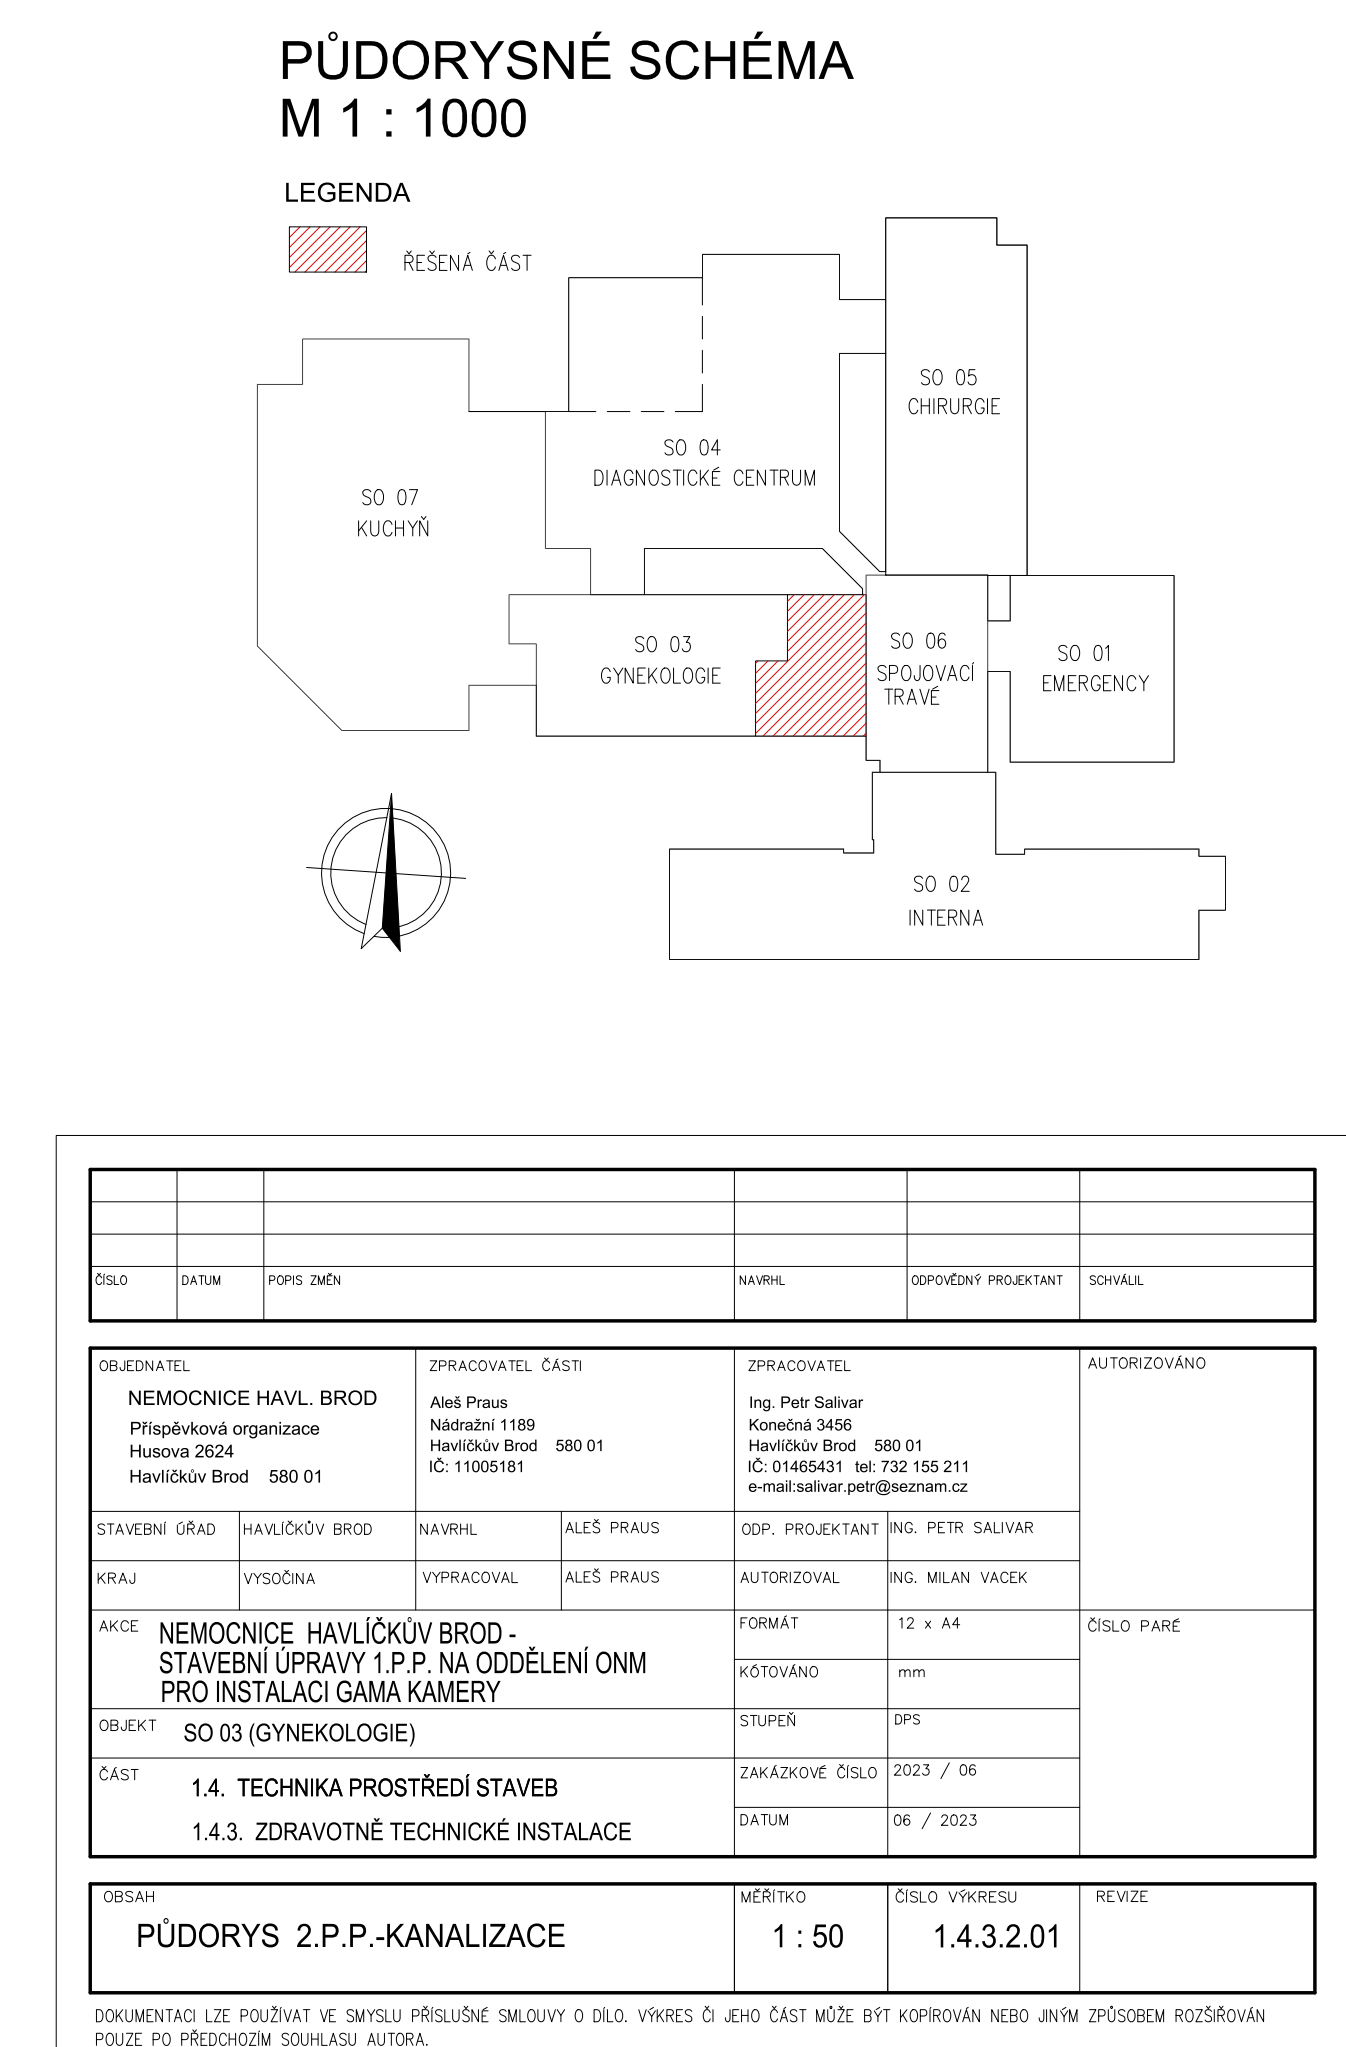 PŮDORYSNÉ SCHÉMA
M 1 : 1000
LEGENDA
ŘEŠENÁ ČÁST
SO 05
CHIRURGIE
SO 04
DIAGNOSTICKÉ CENTRUM
SO 07
KUCHYŇ
SO 03
GYNEKOLOGIE
SO 06
SPOJOVACÍ
TRAVÉ
SO 01
EMERGENCY
SO 02
INTERNA
ČÍSLO DATUM POPIS ZMĚN NAVRHL ODPOVĚDNÝ PROJEKTANT SCHVÁLIL
OBJEDNATEL
NEMOCNICE HAVL. BROD
Příspěvková organizace
Husova 2624
Havlíčkův Brod 580 01
ZPRACOVATEL ČÁSTI
Aleš Praus
Nádražní 1189
Havlíčkův Brod 580 01
IČ: 11005181
ZPRACOVATEL
Ing. Petr Salivar
Konečná 3456
Havlíčkův Brod 580 01
IČ: 01465431 tel: 732 155 211
e-mail:salivar.petr@seznam.cz
AUTORIZOVÁNO
STAVEBNÍ ÚŘAD HAVLÍČKŮV BROD NAVRHL ALEŠ PRAUS ODP. PROJEKTANT ING. PETR SALIVAR
KRAJ VYSOČINA VYPRACOVAL ALEŠ PRAUS AUTORIZOVAL ING. MILAN VACEK
AKCE NEMOCNICE HAVLÍČKŮV BROD -
STAVEBNÍ ÚPRAVY 1.P.P. NA ODDĚLENÍ ONM
PRO INSTALACI GAMA KAMERY
FORMÁT 12 x A4
KÓTOVÁNO mm
ČÍSLO PARÉ
OBJEKT SO 03 (GYNEKOLOGIE)
STUPEŇ DPS
ČÁST 1.4. TECHNIKA PROSTŘEDÍ STAVEB
1.4.3. ZDRAVOTNĚ TECHNICKÉ INSTALACE
ZAKÁZKOVÉ ČÍSLO 2023 / 06
DATUM 06 / 2023
OBSAH
PŮDORYS 2.P.P.-KANALIZACE
MĚŘÍTKO
1 : 50
ČÍSLO VÝKRESU
1.4.3.2.01
REVIZE
DOKUMENTACI LZE POUŽÍVAT VE SMYSLU PŘÍSLUŠNÉ SMLOUVY O DÍLO. VÝKRES ČI JEHO ČÁST MŮŽE BÝT KOPÍROVÁN NEBO JINÝM ZPŮSOBEM ROZŠIŘOVÁN
POUZE PO PŘEDCHOZÍM SOUHLASU AUTORA.